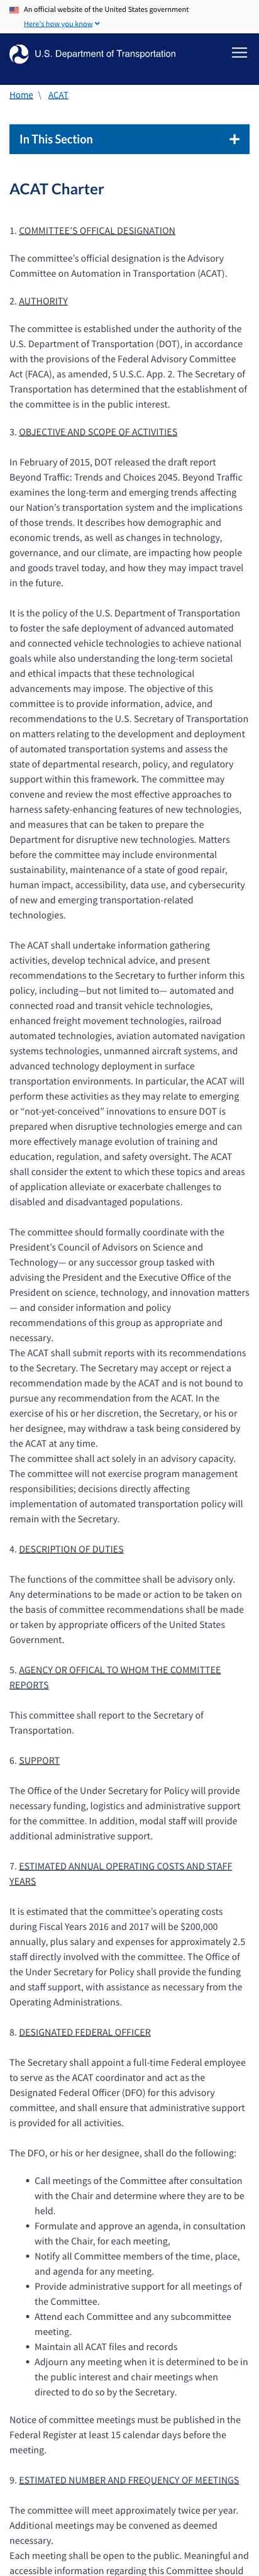 An official website of the United States government
Here's how you know
U.S. Department of Transportation
Home \ ACAT
In This Section
ACAT Charter
1. COMMITTEE'S OFFICAL DESIGNATION
The committee's official designation is the Advisory
Committee on Automation in Transportation (ACAT).
2. AUTHORITY
The committee is established under the authority of the
U.S. Department of Transportation (DOT), in accordance
with the provisions of the Federal Advisory Committee
Act (FACA), as amended, 5 U.S.C. App. 2. The Secretary of
Transportation has determined that the establishment of
the committee is in the public interest.
3. OBJECTIVE AND SCOPE OF ACTIVITIES
In February of 2015, DOT released the draft report
Beyond Traffic: Trends and Choices 2045. Beyond Traffic
examines the long-term and emerging trends affecting
our Nation's transportation system and the implications
of those trends. It describes how demographic and
economic trends, as well as changes in technology,
governance, and our climate, are impacting how people
and goods travel today, and how they may impact travel
in the future.
It is the policy of the U.S. Department of Transportation
to foster the safe deployment of advanced automated
and connected vehicle technologies to achieve national
goals while also understanding the long-term societal
and ethical impacts that these technological
advancements may impose. The objective of this
committee is to provide information, advice, and
recommendations to the U.S. Secretary of Transportation
on matters relating to the development and deployment
of automated transportation systems and assess the
state of departmental research, policy, and regulatory
support within this framework. The committee may
convene and review the most effective approaches to
harness safety-enhancing features of new technologies,
and measures that can be taken to prepare the
Department for disruptive new technologies. Matters
before the committee may include environmental
sustainability, maintenance of a state of good repair,
human impact, accessibility, data use, and cybersecurity
of new and emerging transportation-related
technologies.
The ACAT shall undertake information gathering
activities, develop technical advice, and present
recommendations to the Secretary to further inform this
policy, including—but not limited to— automated and
connected road and transit vehicle technologies,
enhanced freight movement technologies, railroad
automated technologies, aviation automated navigation
systems technologies, unmanned aircraft systems, and
advanced technology deployment in surface
transportation environments. In particular, the ACAT will
perform these activities as they may relate to emerging
or “not-yet-conceived” innovations to ensure DOT is
prepared when disruptive technologies emerge and can
more effectively manage evolution of training and
education, regulation, and safety oversight. The ACAT
shall consider the extent to which these topics and areas
of application alleviate or exacerbate challenges to
disabled and disadvantaged populations.
The committee should formally coordinate with the
President's Council of Advisors on Science and
Technology— or any successor group tasked with
advising the President and the Executive Office of the
President on science, technology, and innovation matters
— and consider information and policy
recommendations of this group as appropriate and
necessary.
The ACAT shall submit reports with its recommendations
to the Secretary. The Secretary may accept or reject a
recommendation made by the ACAT and is not bound to
pursue any recommendation from the ACAT. In the
exercise of his or her discretion, the Secretary, or his or
her designee, may withdraw a task being considered by
the ACAT at any time.
The committee shall act solely in an advisory capacity.
The committee will not exercise program management
responsibilities; decisions directly affecting
implementation of automated transportation policy will
remain with the Secretary.
4. DESCRIPTION OF DUTIES
The functions of the committee shall be advisory only.
Any determinations to be made or action to be taken on
the basis of committee recommendations shall be made
or taken by appropriate officers of the United States
Government.
5. AGENCY OR OFFICAL TO WHOM THE COMMITTEE
REPORTS
This committee shall report to the Secretary of
Transportation.
6. SUPPORT
The Office of the Under Secretary for Policy will provide
necessary funding, logistics and administrative support
for the committee. In addition, modal staff will provide
additional administrative support.
7. ESTIMATED ANNUAL OPERATING COSTS AND STAFF
YEARS
It is estimated that the committee's operating costs
during Fiscal Years 2016 and 2017 will be $200,000
annually, plus salary and expenses for approximately 2.5
staff directly involved with the committee. The Office of
the Under Secretary for Policy shall provide the funding
and staff support, with assistance as necessary from the
Operating Administrations.
8. DESIGNATED FEDERAL OFFICER
The Secretary shall appoint a full-time Federal employee
to serve as the ACAT coordinator and act as the
Designated Federal Officer (DFO) for this advisory
committee, and shall ensure that administrative support
is provided for all activities.
The DFO, or his or her designee, shall do the following:
• Call meetings of the Committee after consultation
with the Chair and determine where they are to be
held.
• Formulate and approve an agenda, in consultation
with the Chair, for each meeting,
• Notify all Committee members of the time, place,
and agenda for any meeting.
• Provide administrative support for all meetings of
the Committee.
• Attend each Committee and any subcommittee
meeting.
• Maintain all ACAT files and records
• Adjourn any meeting when it is determined to be in
the public interest and chair meetings when
directed to do so by the Secretary.
Notice of committee meetings must be published in the
Federal Register at least 15 calendar days before the
meeting.
9. ESTIMATED NUMBER AND FREQUENCY OF MEETINGS
The committee will meet approximately twice per year.
Additional meetings may be convened as deemed
necessary.
Each meeting shall be open to the public. Meaningful and
accessible information regarding this Committee should